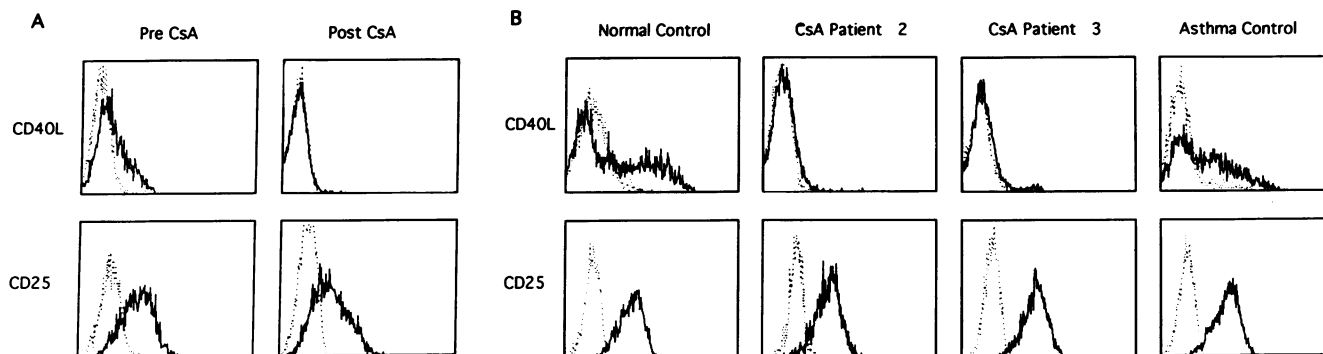 A
B
Pre CsA
Post CsA
Normal Control
CsA Patient 2
CsA Patient 3
Asthma Control
CD40L
CD40L
CD25
CD25